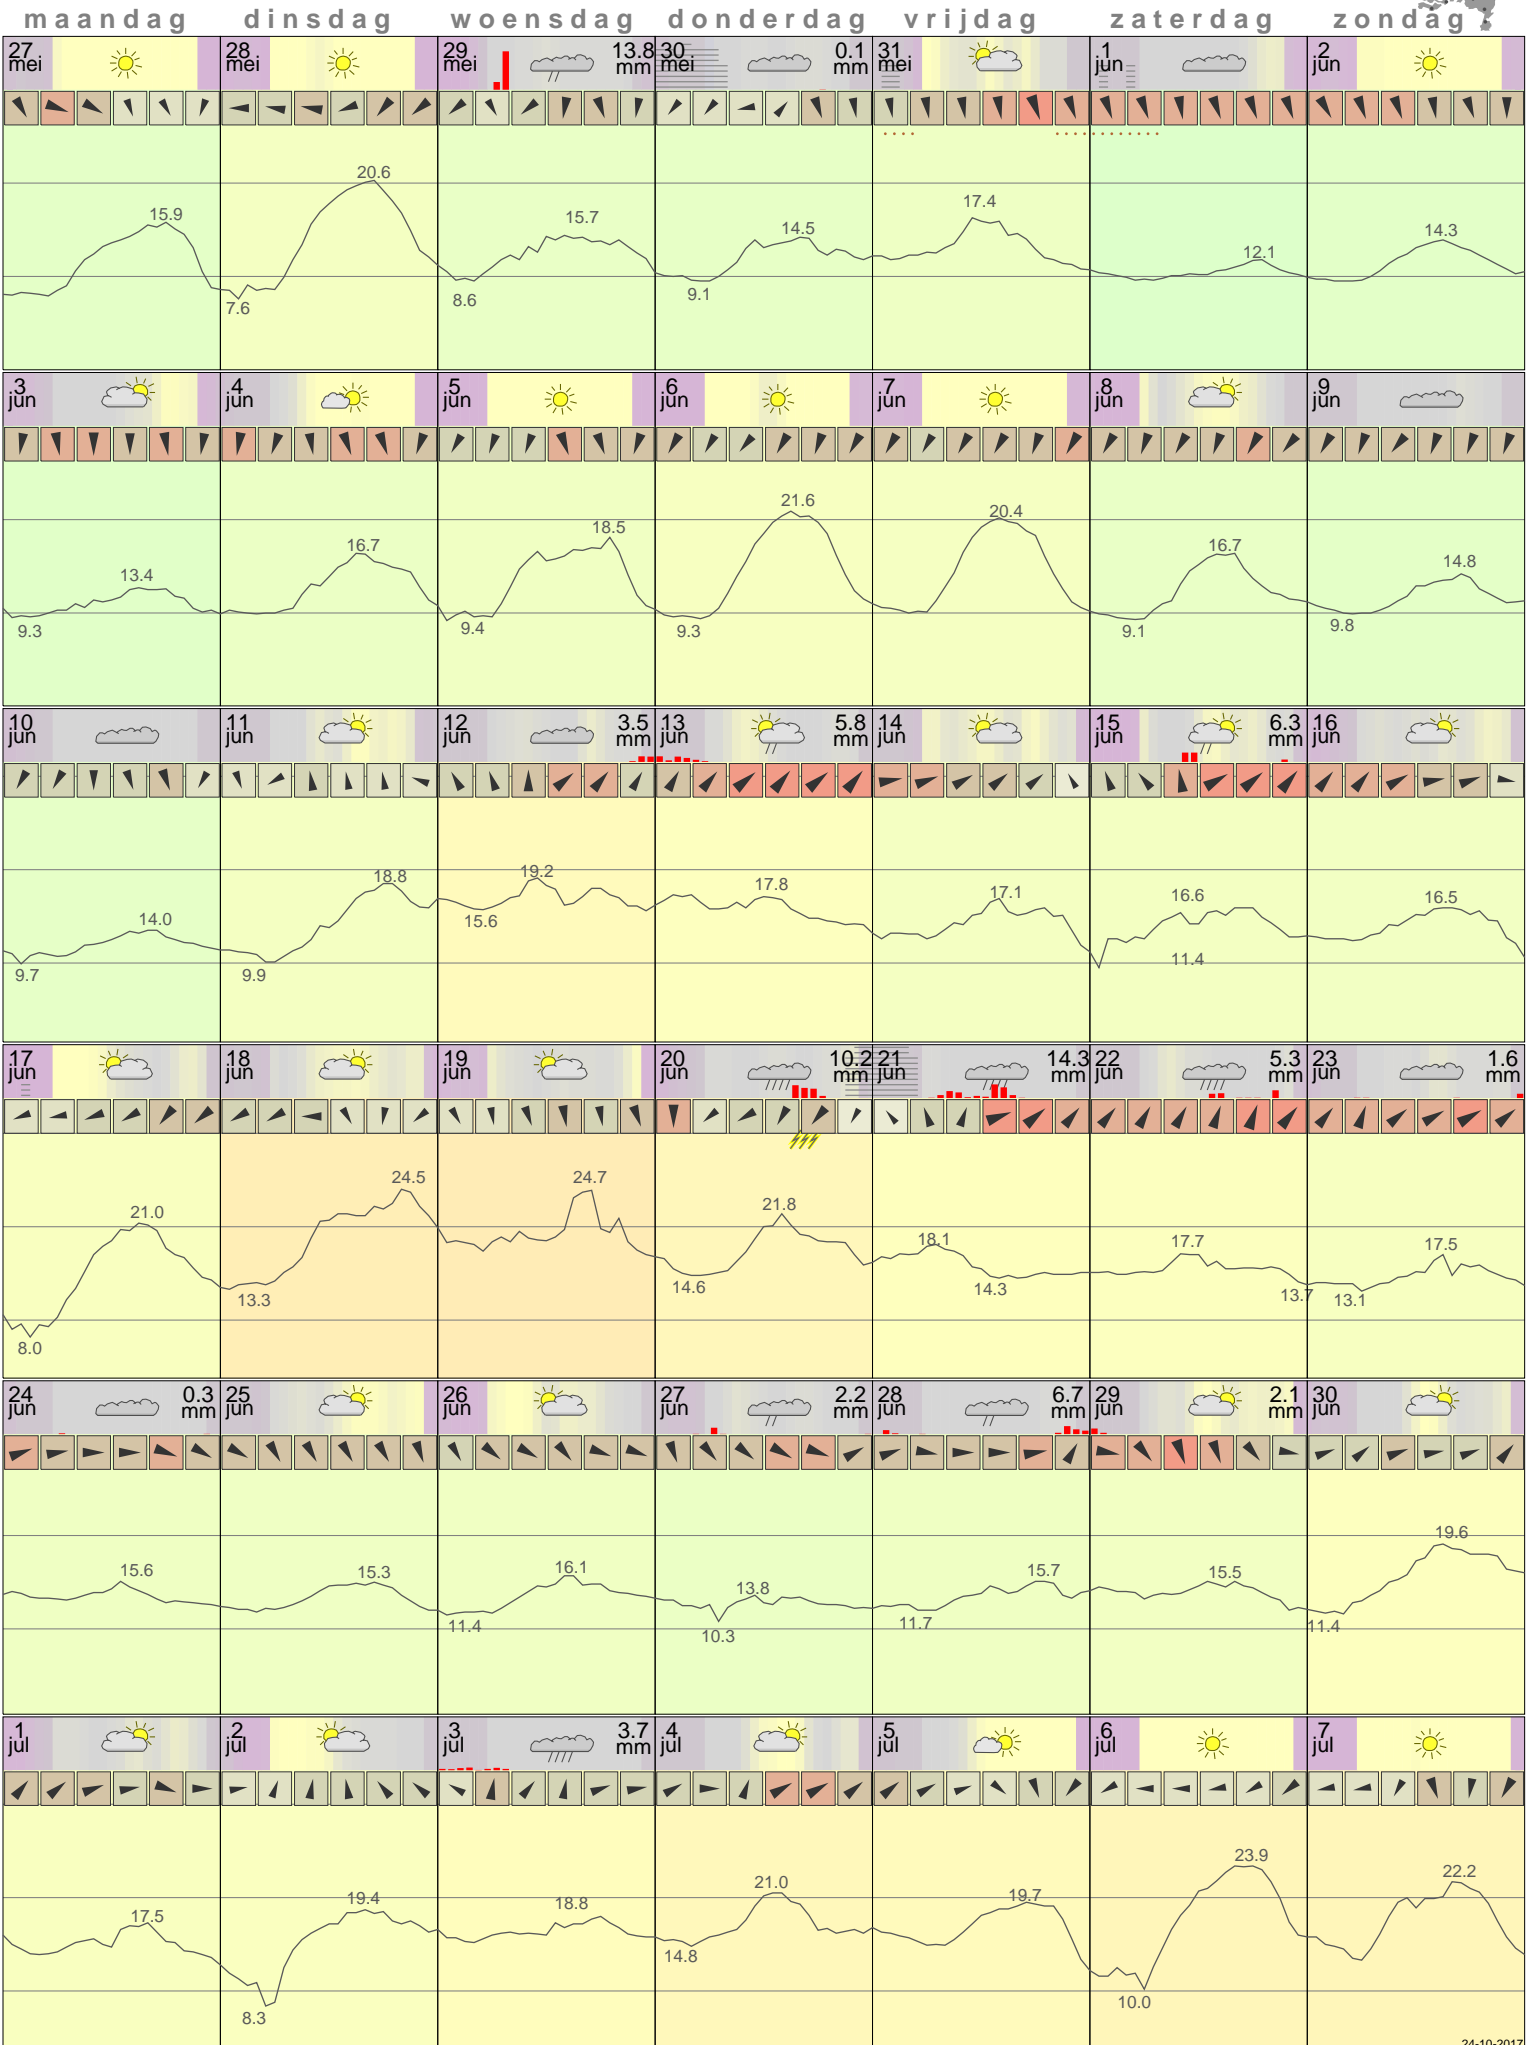 maandag dinsdag woensdag donderdag vrijdag zaterdag zondag
27 28 29 13.8 30 0.1 31 1 2
mei mei mei mm mei mm mei jun jun
20.6
15.9 15.7 14.5 17.4 12.1 14.3
7.6 8.6 9.1
3 4 5 6 7 8 9
jun jun jun jun jun jun jun
13.4 16.7 18.5 21.6 20.4 16.7 14.8
9.3 9.4 9.3 9.1 9.8
10 11 12 3.5 13 5.8 14 15 6.3 16
jun jun jun mm jun mm jun jun mm jun
14.0 18.8 19.2 17.8 17.1 16.6 16.5
9.7 9.9 15.6 11.4
17 18 19 20 10.2 21 14.3 22 5.3 23 1.6
jun jun jun jun mm jun mm jun mm jun mm
21.0 24.5 24.7 21.8 18.1 17.7 17.5
8.0 13.3 14.6 14.3 13.7 13.1
24 0.3 25 26 27 2.2 28 6.7 29 2.1 30
jun mm jun jun jun mm jun mm jun mm jun
15.6 15.3 16.1 13.8 15.7 15.5 19.6
11.4 10.3 11.7 11.4
1 2 3 3.7 4 5 6 7
jul jul jul mm jul jul jul jul
17.5 19.4 18.8 21.0 19.7 23.9 22.2
8.3 14.8 10.0
24-10-2017